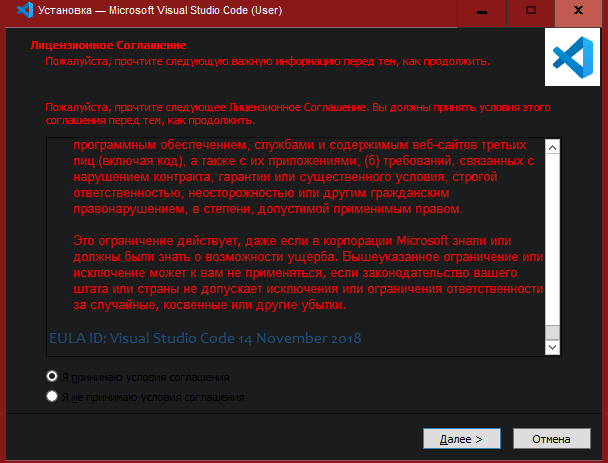 Установка — Microsoft Visual Studio Code (User)
Лицензионное Соглашение
Пожалуйста, прочтите следующую важную информацию перед тем, как продолжить.
Пожалуйста, прочтите следующее Лицензионное Соглашение. Вы должны принять условия этого
соглашения перед тем, как продолжить.
программным обеспечением, службами и содержимым веб-сайтов третьих
лиц (включая код), а также с их приложениями; (б) требований, связанных с
нарушением контракта, гарантии или существенного условия, строгой
ответственностью, неосторожностью или другим гражданским
правонарушением, в степени, допустимой применимым правом.
Это ограничение действует, даже если в корпорации Microsoft знали или
должны были знать о возможности ущерба. Вышеуказанное ограничение или
исключение может к вам не применяться, если законодательство вашего
штата или страны не допускает исключения или ограничения ответственности
за случайные, косвенные или другие убытки.
EULA ID: Visual Studio Code 14 November 2018
Я принимаю условия соглашения
Я не принимаю условия соглашения
Далее >
Отмена